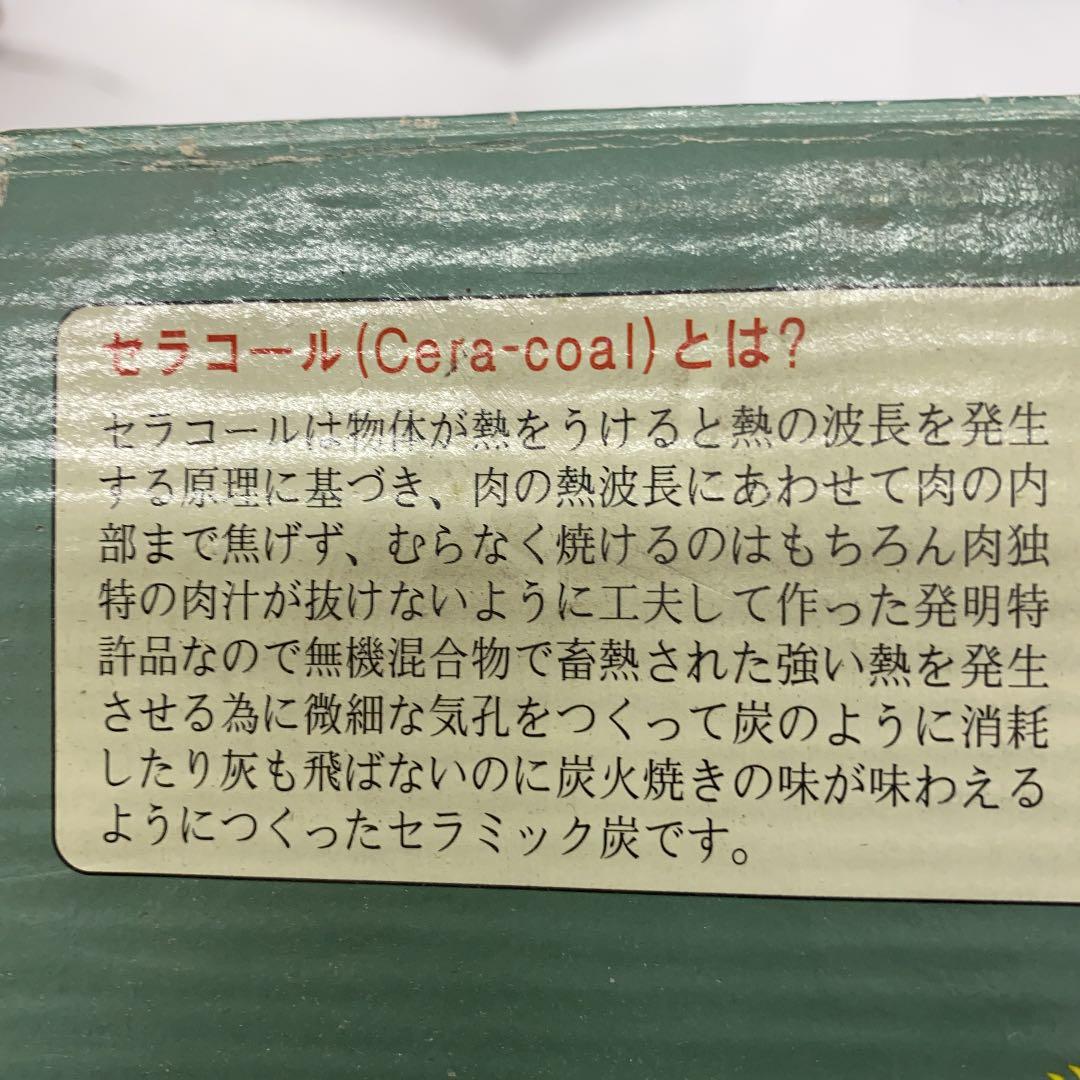 セラコール(Cera-coal)とは?
セラコールは物体が熱をうけると熱の波長を発生
する原理に基づき、肉の熱波長にあわせて肉の内
部まで焦げず、むらなく焼けるのはもちろん肉独
特の肉汁が抜けないように工夫して作った発明特
許品なので無機混合物で畜熱された強い熱を発生
させる為に微細な気孔をつくって炭のように消耗
したり灰も飛ばないのに炭火焼きの味が味わえる
ようにつくったセラミック炭です。